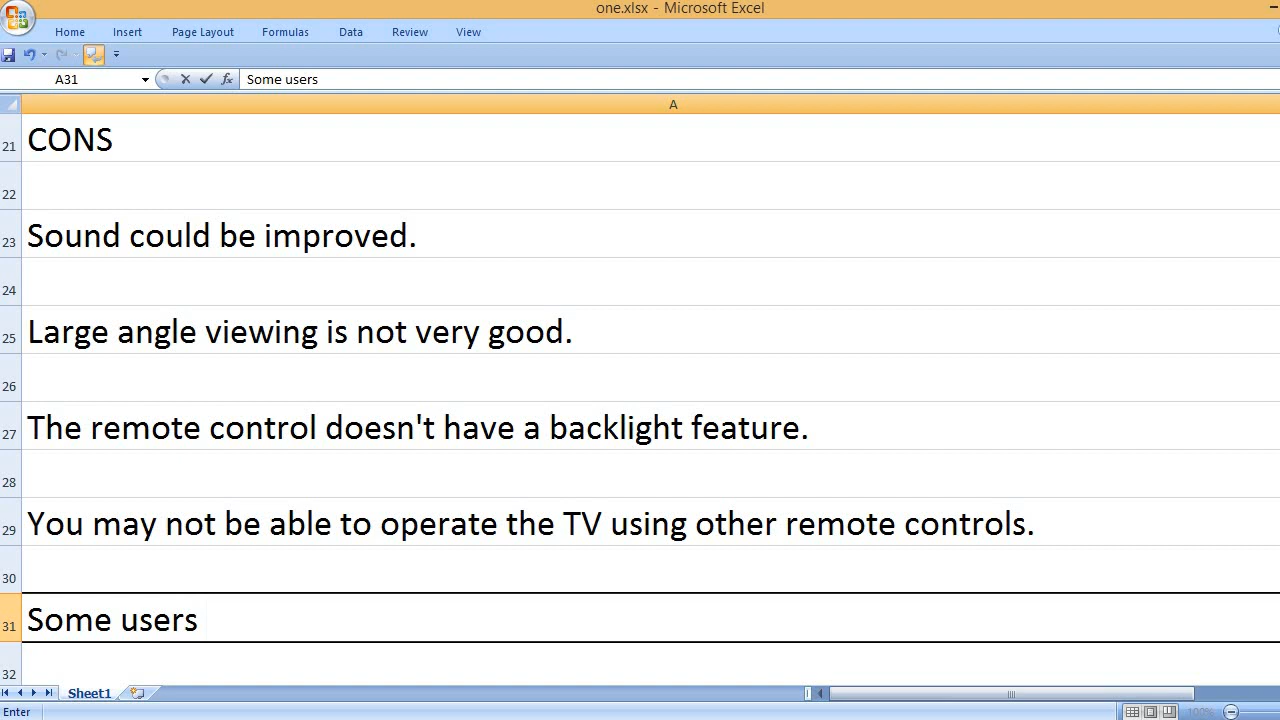 one.xlsx - Microsoft Excel
Home Insert Page Layout Formulas Data Review View
A31 fx Some users
A
21 CONS
22
23 Sound could be improved.
24
25 Large angle viewing is not very good.
26
27 The remote control doesn't have a backlight feature.
28
29 You may not be able to operate the TV using other remote controls.
30
31 Some users
32
Sheet1
Enter 100%